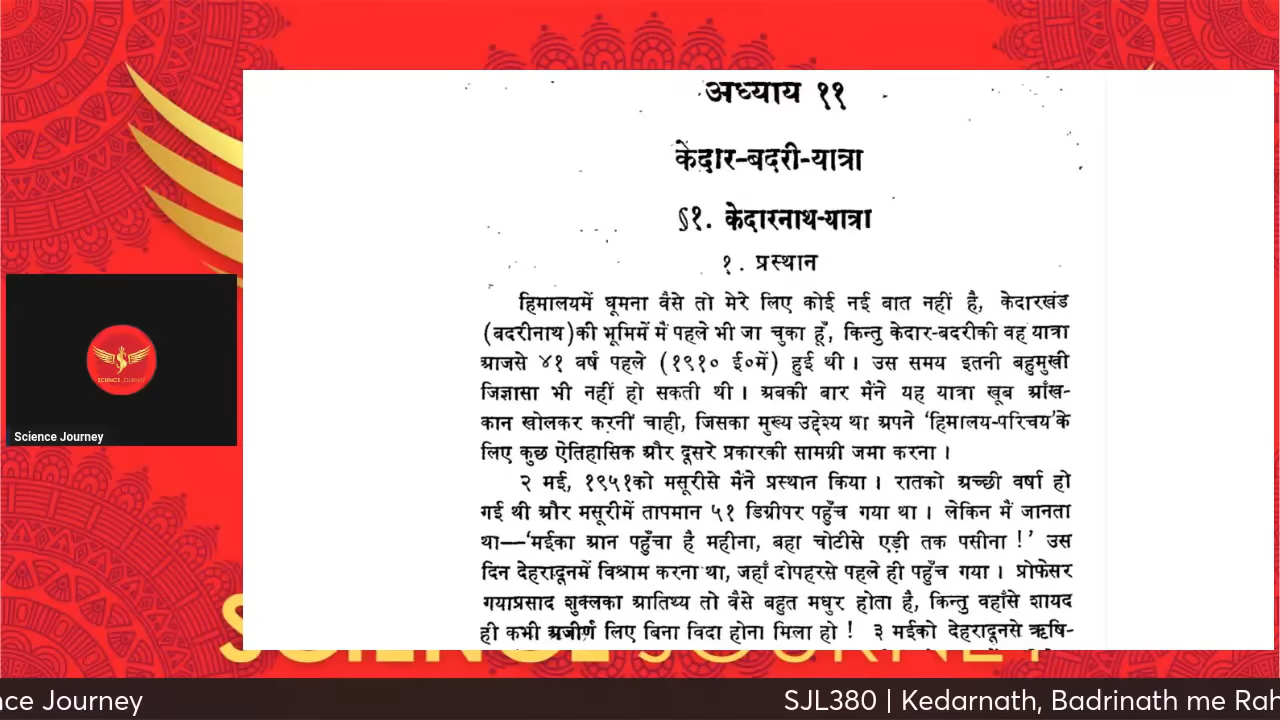 अध्याय ११
केदार-बदरी-यात्रा
§१. केदारनाथ-यात्रा
१. प्रस्थान
हिमालयमें घूमना वैसे तो मेरे लिए कोई नई बात नहीं है, केदारखंड
(बदरीनाथ)की भूमिमें मैं पहले भी जा चुका हूँ, किन्तु केदार-बदरीकी वह यात्रा
आजसे ४१ वर्ष पहले (१९१० ई०में) हुई थी। उस समय इतनी बहुमुखी
जिज्ञासा भी नहीं हो सकती थी। अबकी बार मैंने यह यात्रा खूब आँख-
कान खोलकर करनी चाही, जिसका मुख्य उद्देश्य था अपने ‘हिमालय-परिचय’के
लिए कुछ ऐतिहासिक और दूसरे प्रकारकी सामग्री जमा करना।
२ मई, १९५१को मसूरीसे मैंने प्रस्थान किया। रातको अच्छी वर्षा हो
गई थी और मसूरीमें तापमान ५१ डिग्रीपर पहुँच गया था। लेकिन मैं जानता
था—‘मईका आन पहुँचा है महीना, बहा चोटीसे एड़ी तक पसीना!’ उस
दिन देहरादूनमें विश्राम करना था, जहाँ दोपहरसे पहले ही पहुँच गया। प्रोफेसर
गयाप्रसाद शुक्लका आतिथ्य तो वैसे बहुत मधुर होता है, किन्तु वहाँसे शायद
ही कभी अजीर्ण लिए बिना विदा होना मिला हो! ३ मईको देहरादूनसे ऋषि-
SCIENCE JOURNEY
Science Journey
SCIENCE JOURNEY
nce Journey
SJL380 | Kedarnath, Badrinath me Rah